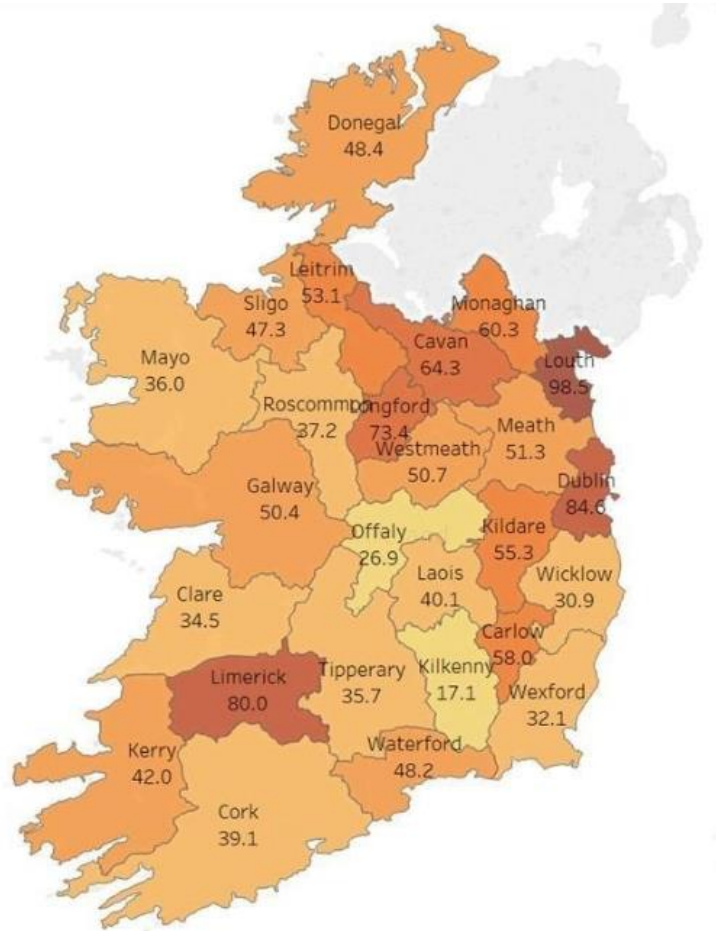 Donegal
48.4
Leitrim
53.1
Sligo
47.3
Monaghan
60.3
Cavan
64.3
Louth
98.5
Mayo
36.0
Roscommon
37.2
Longford
73.4
Meath
51.3
Westmeath
50.7
Galway
50.4
Dublin
84.6
Offaly
26.9
Kildare
55.3
Laois
40.1
Wicklow
30.9
Clare
34.5
Carlow
58.0
Limerick
80.0
Tipperary
35.7
Kilkenny
17.1
Wexford
32.1
Kerry
42.0
Waterford
48.2
Cork
39.1